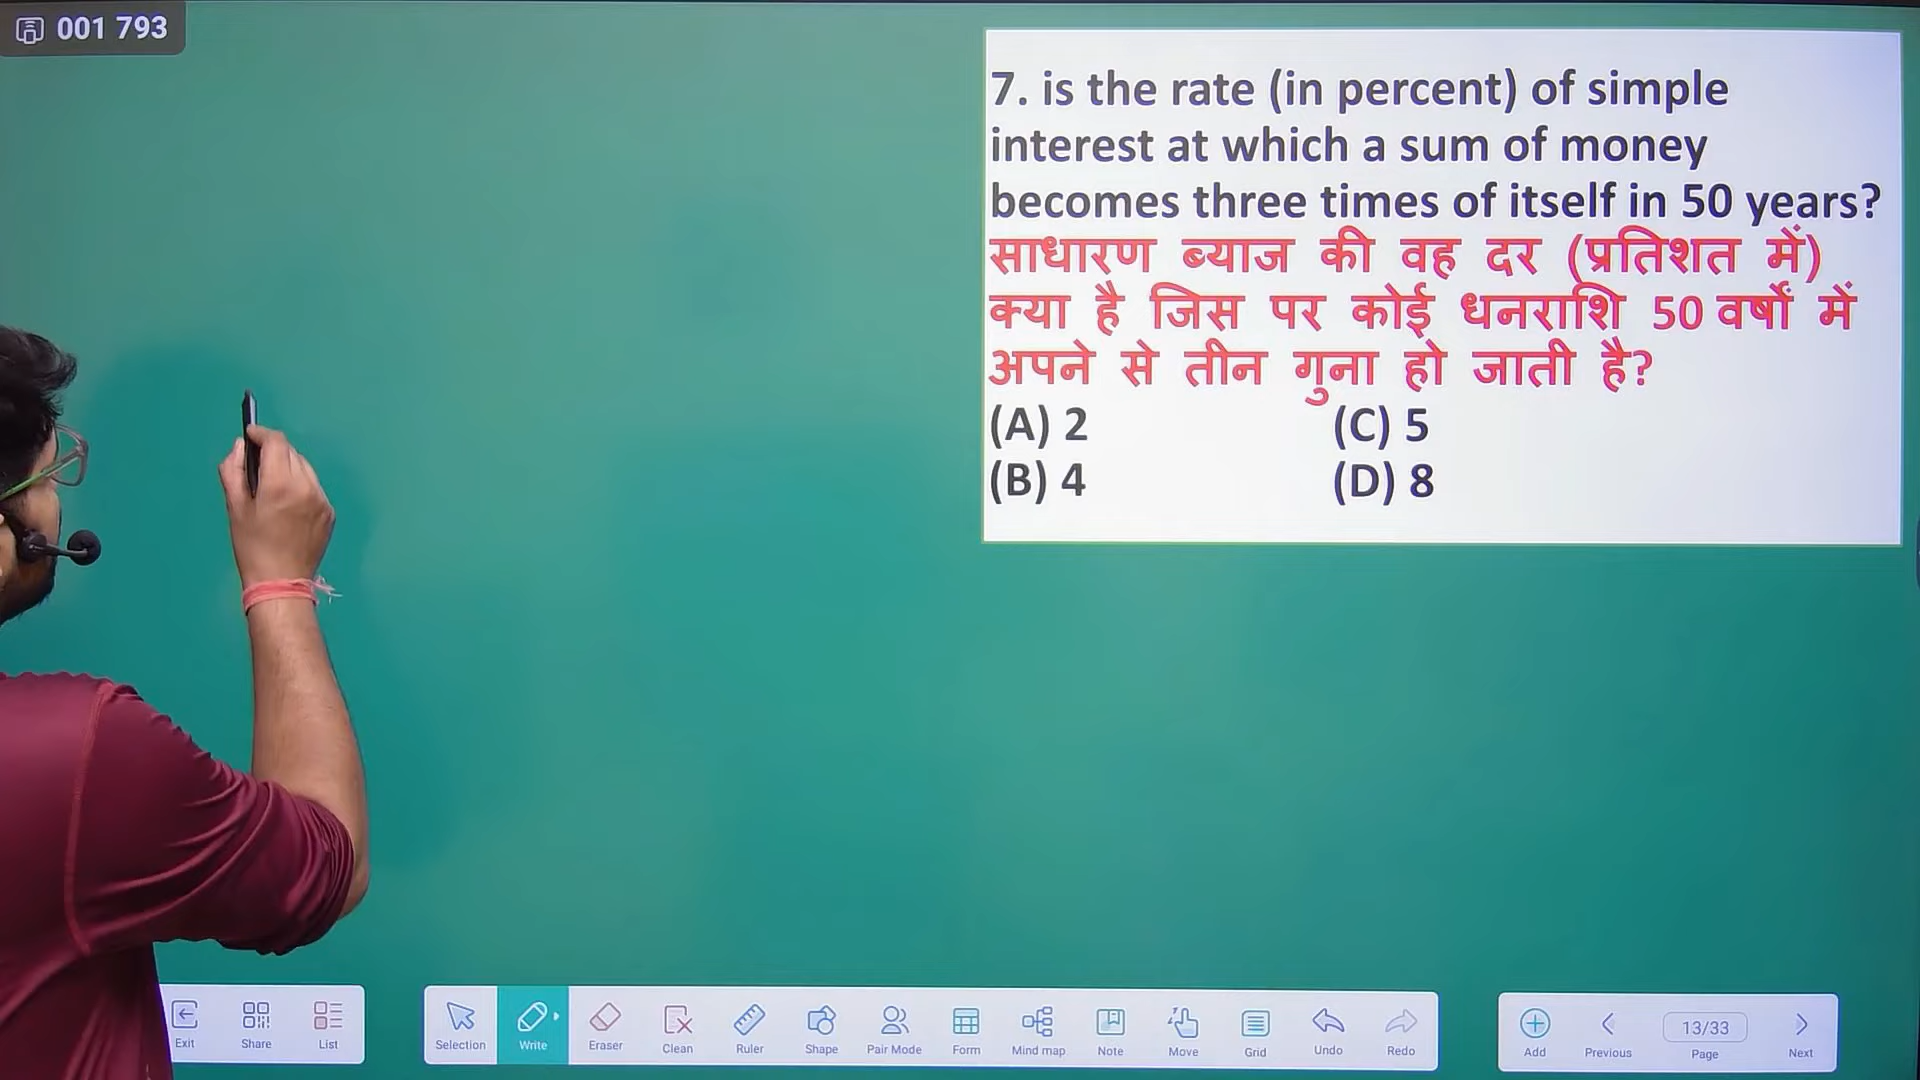 001 793
7. is the rate (in percent) of simple
interest at which a sum of money
becomes three times of itself in 50 years?
साधारण ब्याज की वह दर (प्रतिशत में)
क्या है जिस पर कोई धनराशि 50 वर्षों में
अपने से तीन गुना हो जाती है?
(A) 2 (C) 5
(B) 4 (D) 8
Exit Share List Selection Write Eraser Clean Ruler Shape Pair Mode Form Mind map Note Move Grid Undo Redo Add Previous 13/33 Page Next